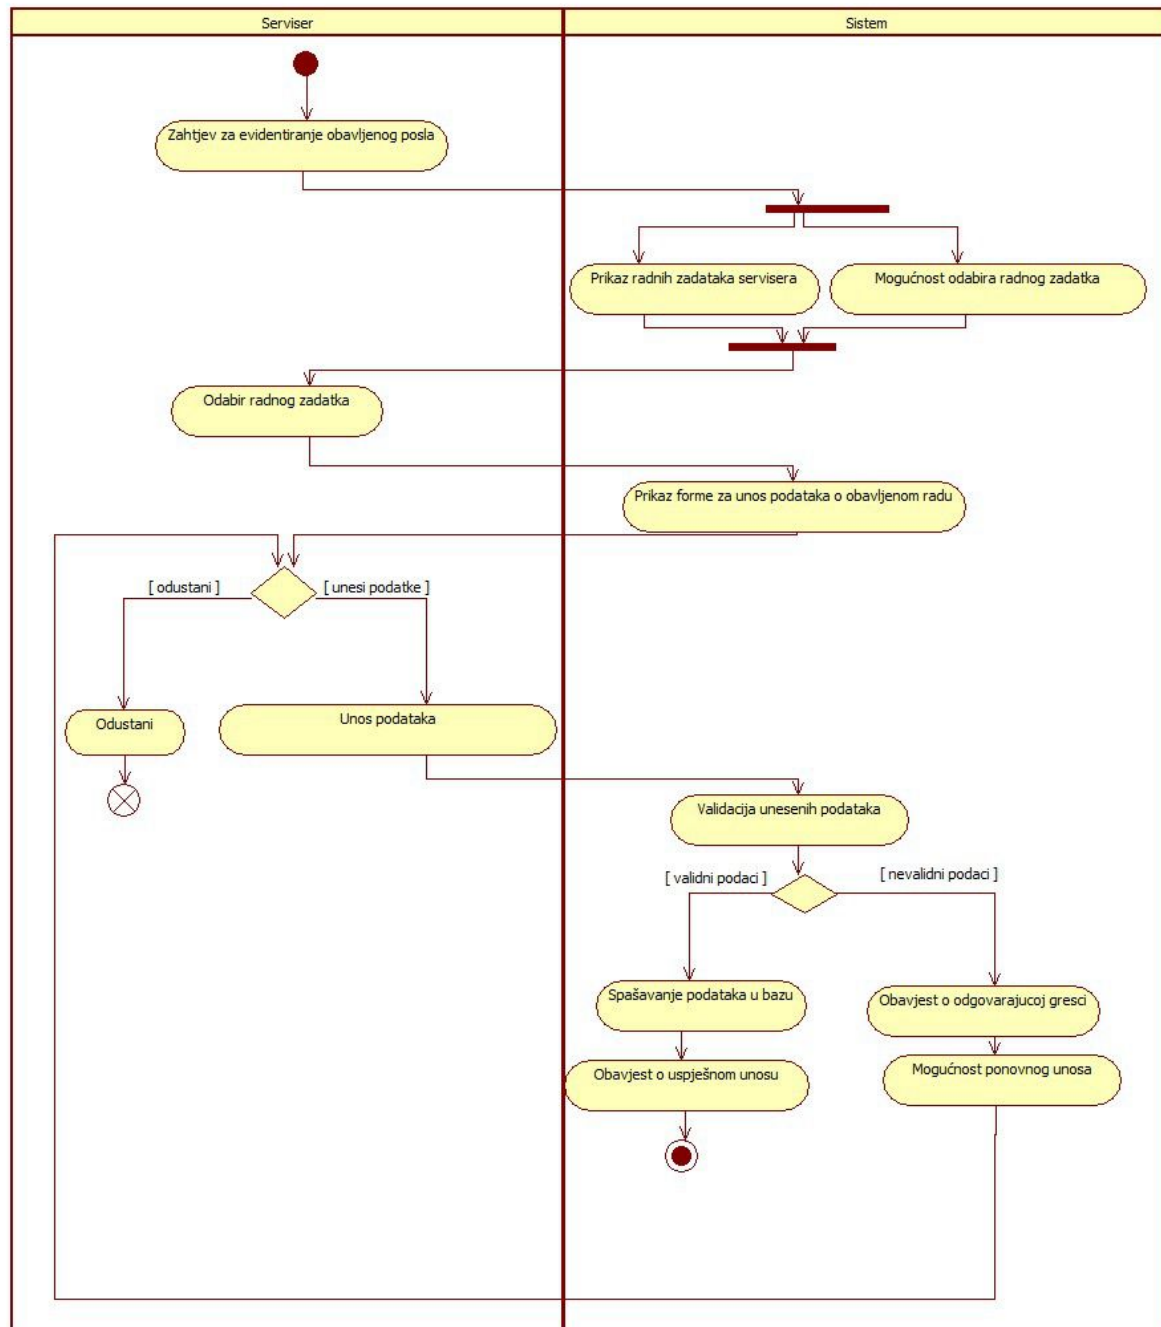 Serviser
Sistem
Zahtjev za evidentiranje obavljenog posla
Prikaz radnih zadataka servisera
Mogućnost odabira radnog zadatka
Odabir radnog zadatka
Prikaz forme za unos podataka o obavljenom radu
[ odustani ]
[ unesi podatke ]
Odustani
Unos podataka
Validacija unesenih podataka
[ validni podaci ]
[ nevalidni podaci ]
Spašavanje podataka u bazu
Obavjest o odgovarajucoj gresci
Obavjest o uspješnom unosu
Mogućnost ponovnog unosa